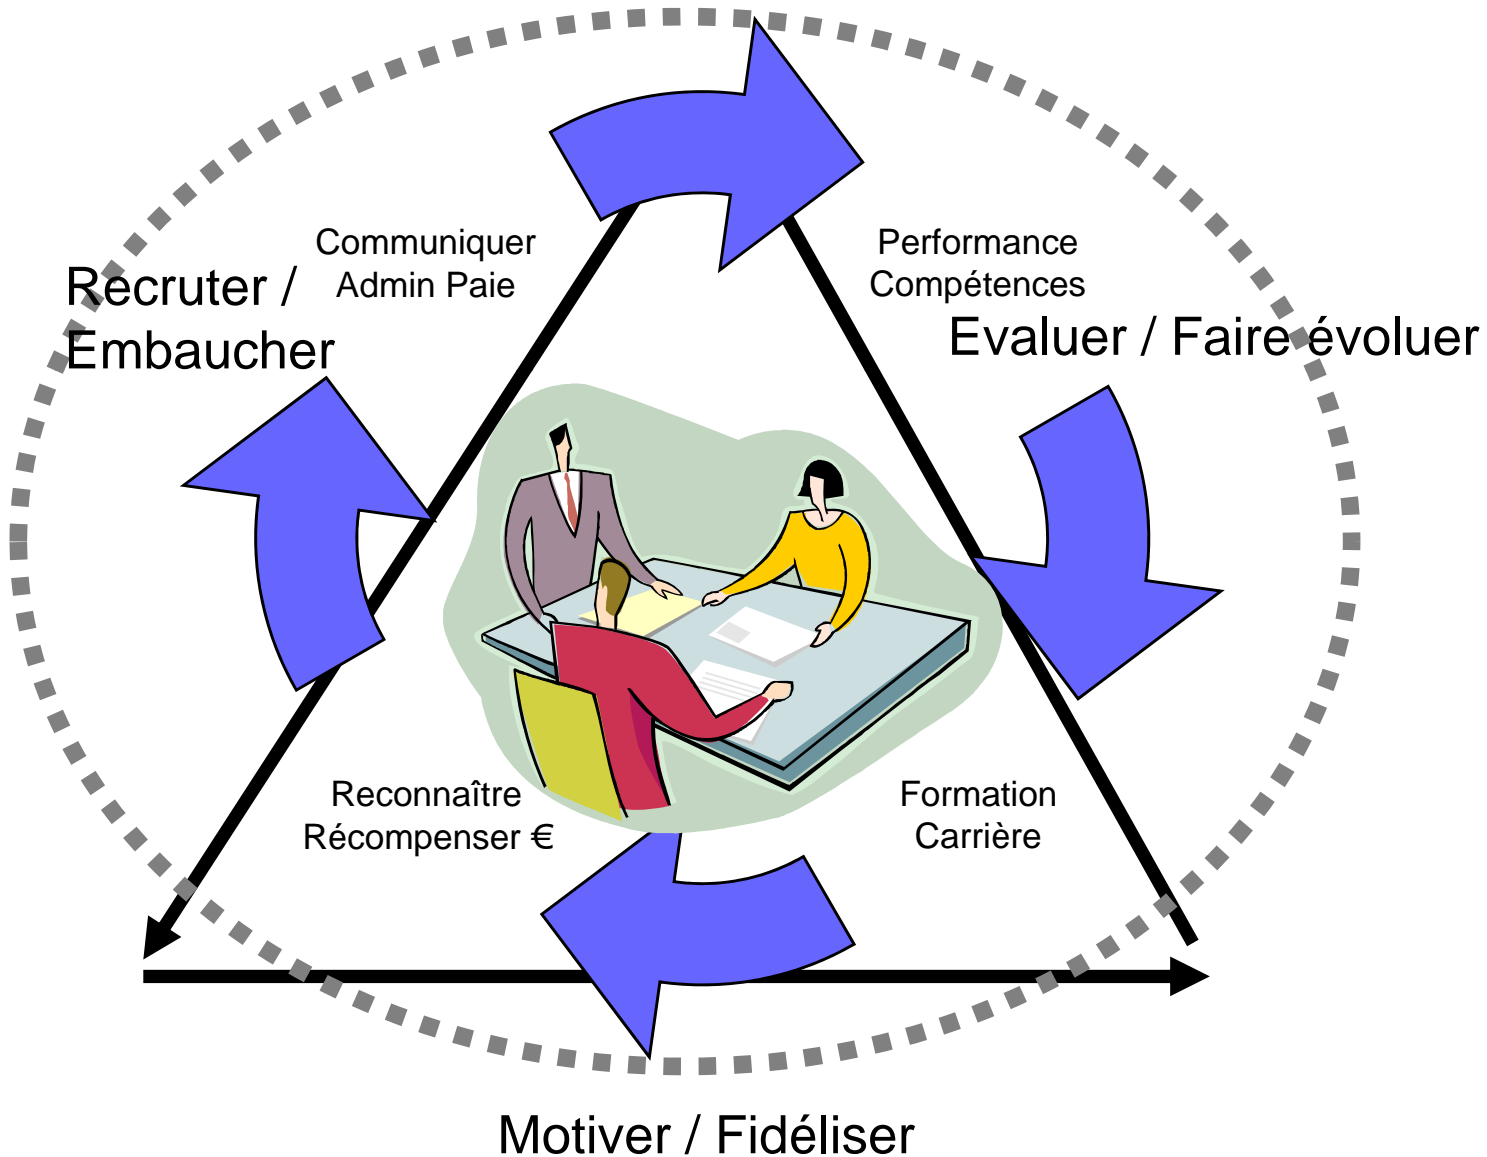 Communiquer
Admin Paie
Performance
Compétences
Recruter /
Embaucher
Evaluer / Faire évoluer
Reconnaître
Récompenser €
Formation
Carrière
Motiver / Fidéliser